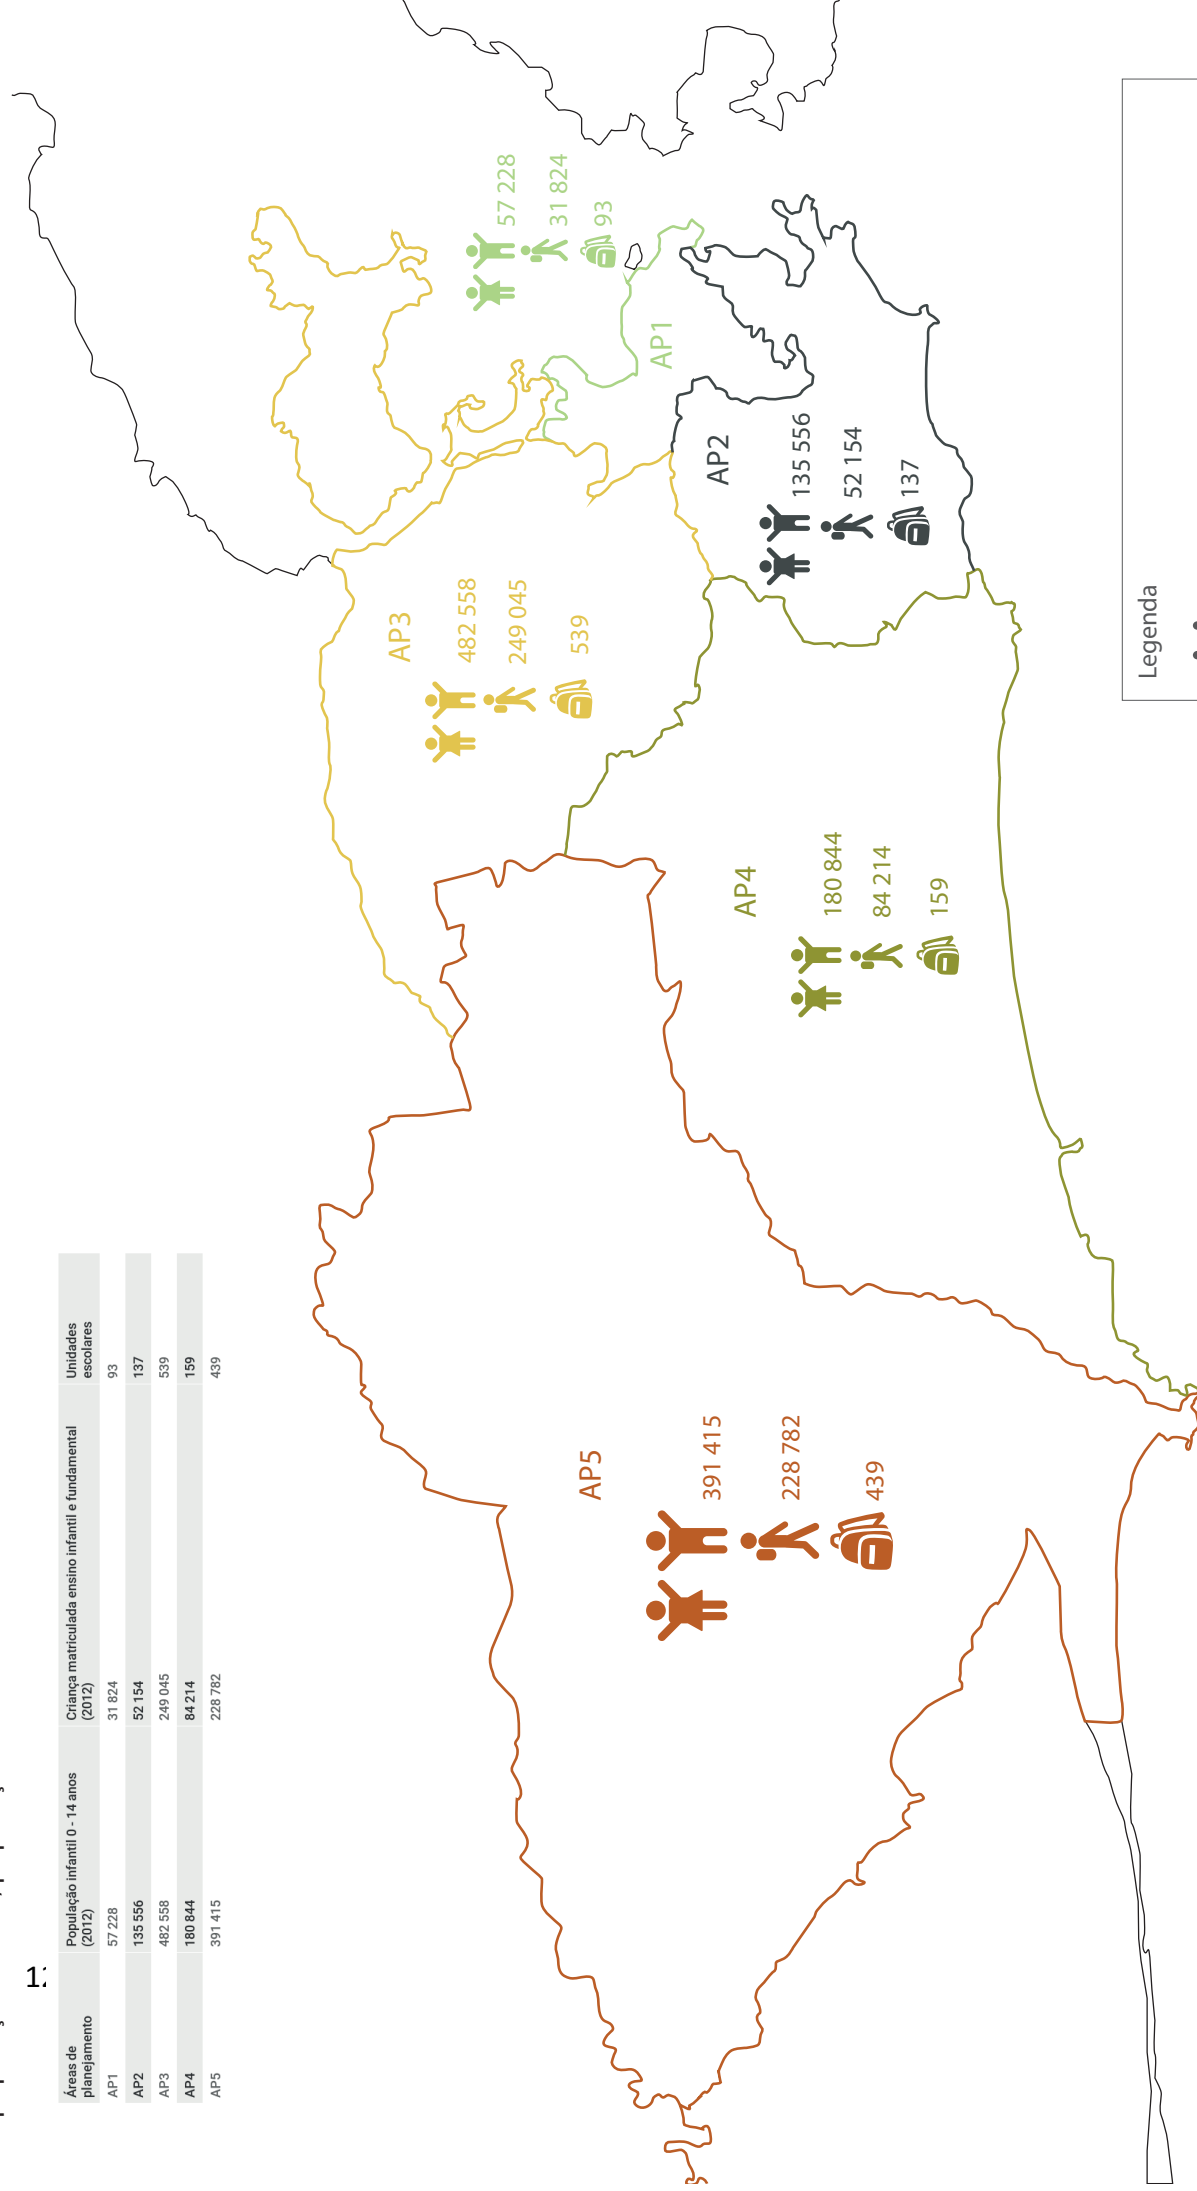 Áreas de
planejamento
População infantil 0 - 14 anos
(2012)
Criança matriculada ensino infantil e fundamental
(2012)
Unidades
escolares
AP1 57 228 31 824 93
AP2 135 556 52 154 137
AP3 482 558 249 045 539
AP4 180 844 84 214 159
AP5 391 415 228 782 439
57 228
31 824
93
AP1
AP3
482 558
249 045
539
AP2
135 556
52 154
137
AP4
180 844
84 214
159
AP5
391 415
228 782
439
Legenda